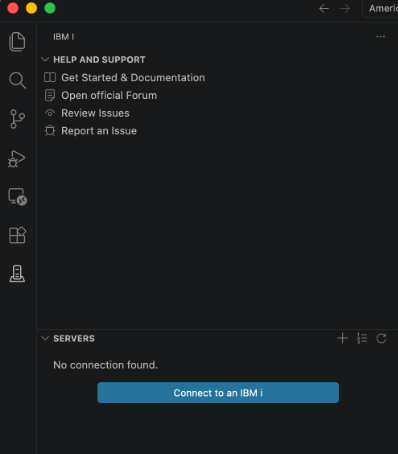 Americ
IBM I
HELP AND SUPPORT
Get Started & Documentation
Open official Forum
Review Issues
Report an Issue
SERVERS
No connection found.
Connect to an IBM i